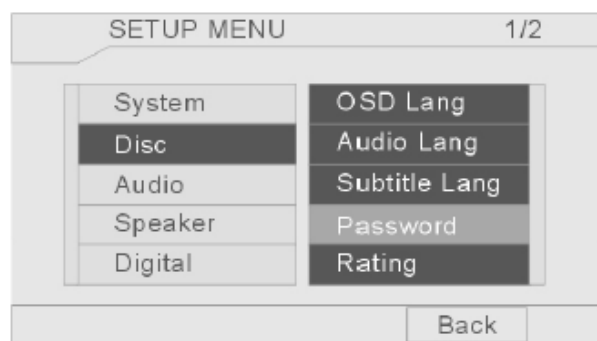 SETUP MENU 1/2
System OSD Lang
Disc Audio Lang
Audio Subtitle Lang
Speaker Password
Digital Rating
Back